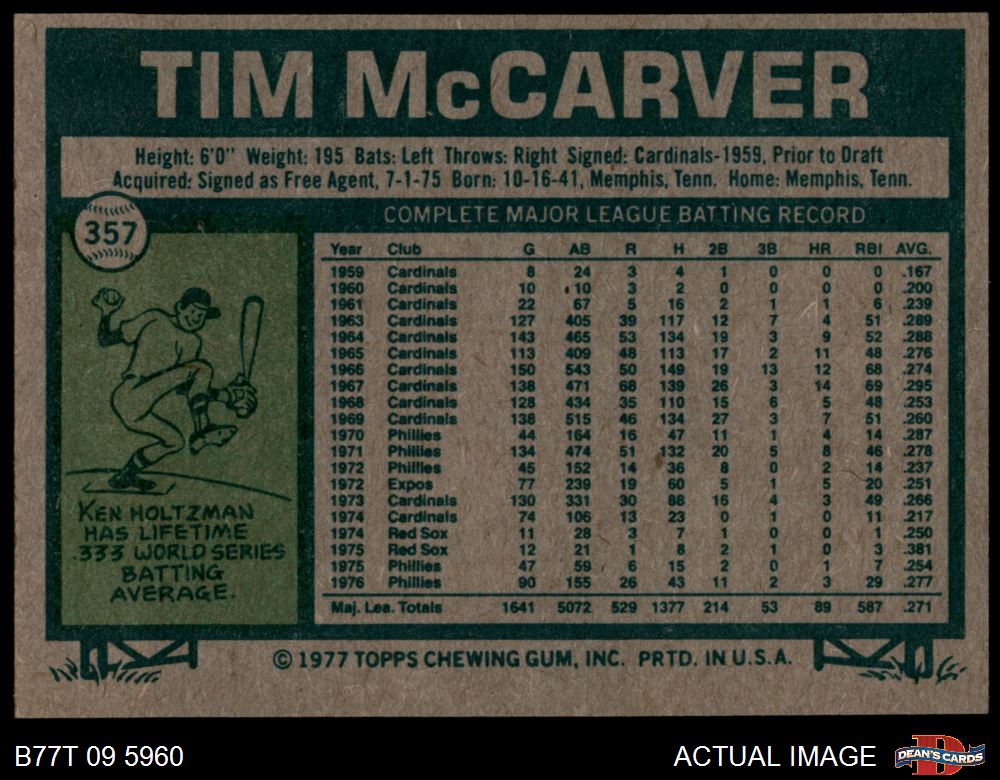 TIM McCARVER
Height: 6'0" Weight: 195 Bats: Left Throws: Right Signed: Cardinals-1959, Prior to Draft
Acquired: Signed as Free Agent, 7-1-75 Born: 10-16-41, Memphis, Tenn. Home: Memphis, Tenn.
357
COMPLETE MAJOR LEAGUE BATTING RECORD
Year Club G AB R H 2B 3B HR RBI AVG.
1959 Cardinals 8 24 3 4 1 0 0 0 .167
1960 Cardinals 10 10 3 2 0 0 0 0 .200
1961 Cardinals 22 67 5 16 2 1 1 6 .239
1963 Cardinals 127 405 39 117 12 7 4 51 .289
1964 Cardinals 143 465 53 134 19 3 9 52 .288
1965 Cardinals 113 409 48 113 17 2 11 48 .276
1966 Cardinals 150 543 50 149 19 13 12 68 .274
1967 Cardinals 138 471 68 139 26 3 14 69 .295
1968 Cardinals 128 434 35 110 15 6 5 48 .253
1969 Cardinals 138 515 46 134 27 3 7 51 .260
1970 Phillies 44 164 16 47 11 1 4 14 .287
1971 Phillies 134 474 51 132 20 5 8 46 .278
1972 Phillies 45 152 14 36 8 0 2 14 .237
1972 Expos 77 239 19 60 5 1 5 20 .251
1973 Cardinals 130 331 30 88 16 4 3 49 .266
1974 Cardinals 74 106 13 23 0 1 0 11 .217
1974 Red Sox 11 28 3 7 1 0 0 1 .250
1975 Red Sox 12 21 1 8 2 1 0 3 .381
1975 Phillies 47 59 6 15 2 0 1 7 .254
1976 Phillies 90 155 26 43 11 2 3 29 .277
Maj. Lea. Totals 1641 5072 529 1377 214 53 89 587 .271
KEN HOLTZMAN
HAS LIFETIME
.333 WORLD SERIES
BATTING
AVERAGE.
© 1977 TOPPS CHEWING GUM, INC. PRTD. IN U.S.A.
B77T 09 5960
ACTUAL IMAGE
D
DEAN'S CARDS